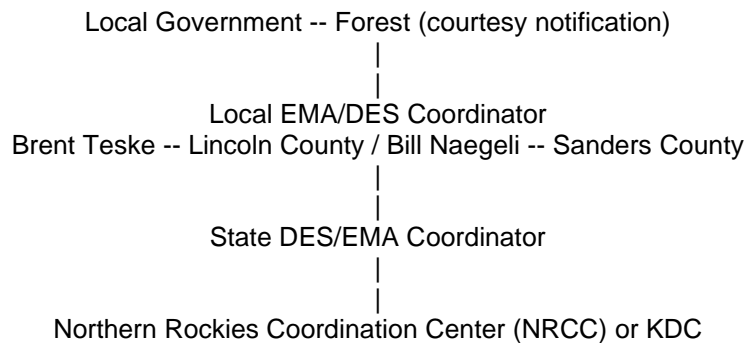 Local Government -- Forest (courtesy notification)
|
|
Local EMA/DES Coordinator
Brent Teske -- Lincoln County / Bill Naegeli -- Sanders County
|
|
State DES/EMA Coordinator
|
|
Northern Rockies Coordination Center (NRCC) or KDC